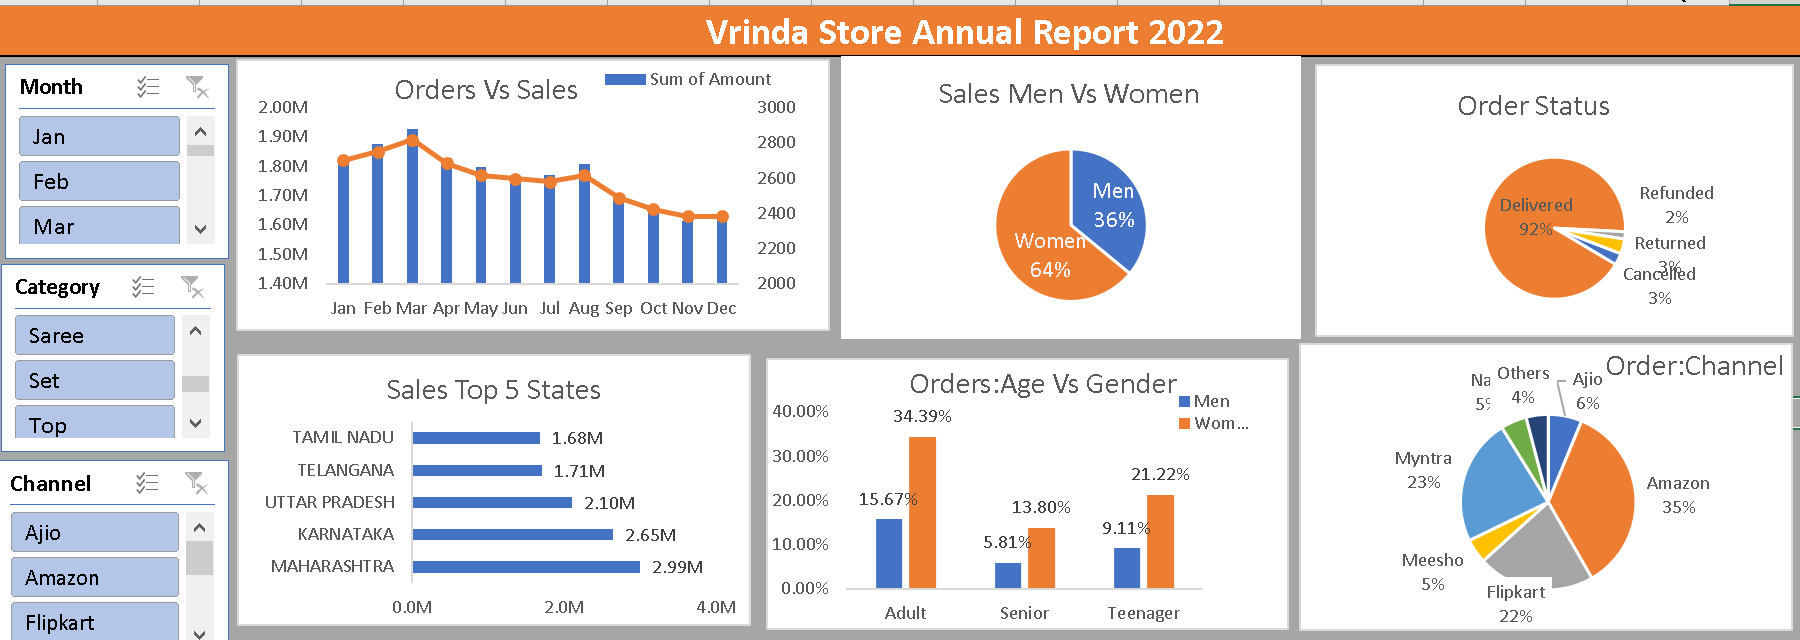 Vrinda Store Annual Report 2022
Month
Jan
Feb
Mar
Category
Saree
Set
Top
Channel
Ajio
Amazon
Flipkart
Orders Vs Sales
Sum of Amount
2.00M
1.90M
1.80M
1.70M
1.60M
1.50M
1.40M
3000
2800
2600
2400
2200
2000
Jan Feb Mar Apr May Jun Jul Aug Sep Oct Nov Dec
Sales Men Vs Women
Men
36%
Women
64%
Order Status
Delivered
92%
Refunded
2%
Returned
3%
Cancelled
3%
Sales Top 5 States
TAMIL NADU 1.68M
TELANGANA 1.71M
UTTAR PRADESH 2.10M
KARNATAKA 2.65M
MAHARASHTRA 2.99M
0.0M 2.0M 4.0M
Orders:Age Vs Gender
Men
Wom...
40.00%
30.00%
20.00%
10.00%
0.00%
15.67%
34.39%
5.81%
13.80%
9.11%
21.22%
Adult Senior Teenager
Order:Channel
Na
5%
Others
4%
Ajio
6%
Myntra
23%
Amazon
35%
Meesho
5%
Flipkart
22%